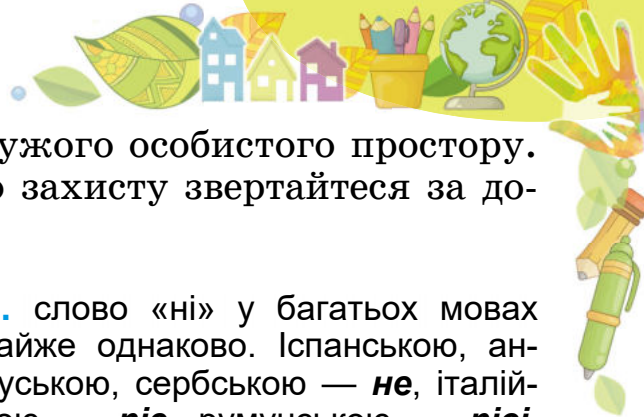 ужого особистого простору.
захисту звертайтеся за до-
слово «ні» у багатьох мовах
айже однаково. Іспанською, ан-
уською, сербською — не, італій-